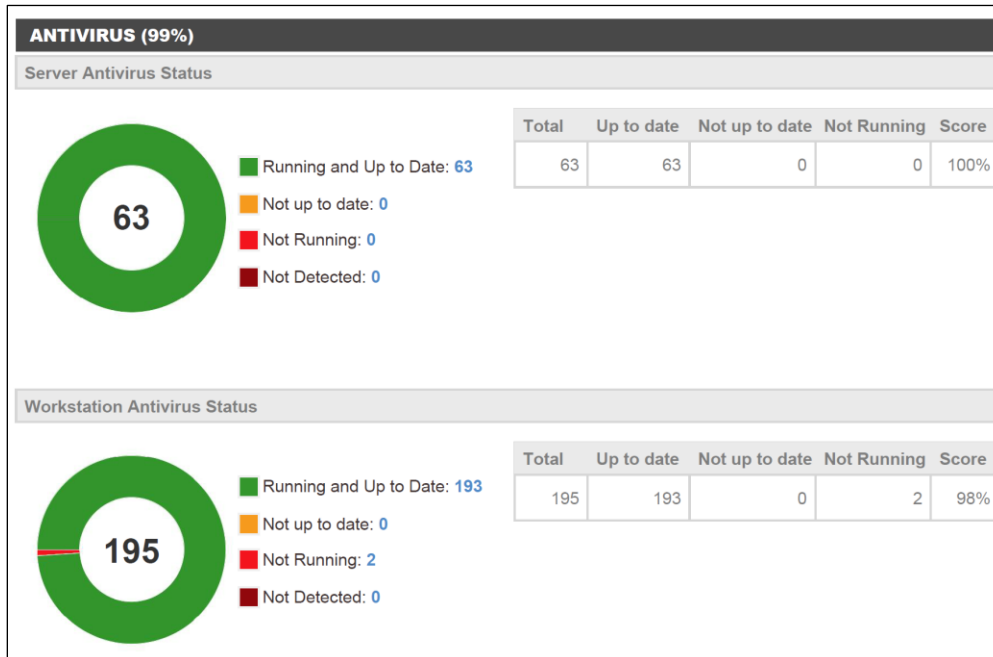 ANTIVIRUS (99%)
Server Antivirus Status
63
Running and Up to Date: 63
Not up to date: 0
Not Running: 0
Not Detected: 0
Total Up to date Not up to date Not Running Score
63 63 0 0 100%
Workstation Antivirus Status
195
Running and Up to Date: 193
Not up to date: 0
Not Running: 2
Not Detected: 0
Total Up to date Not up to date Not Running Score
195 193 0 2 98%